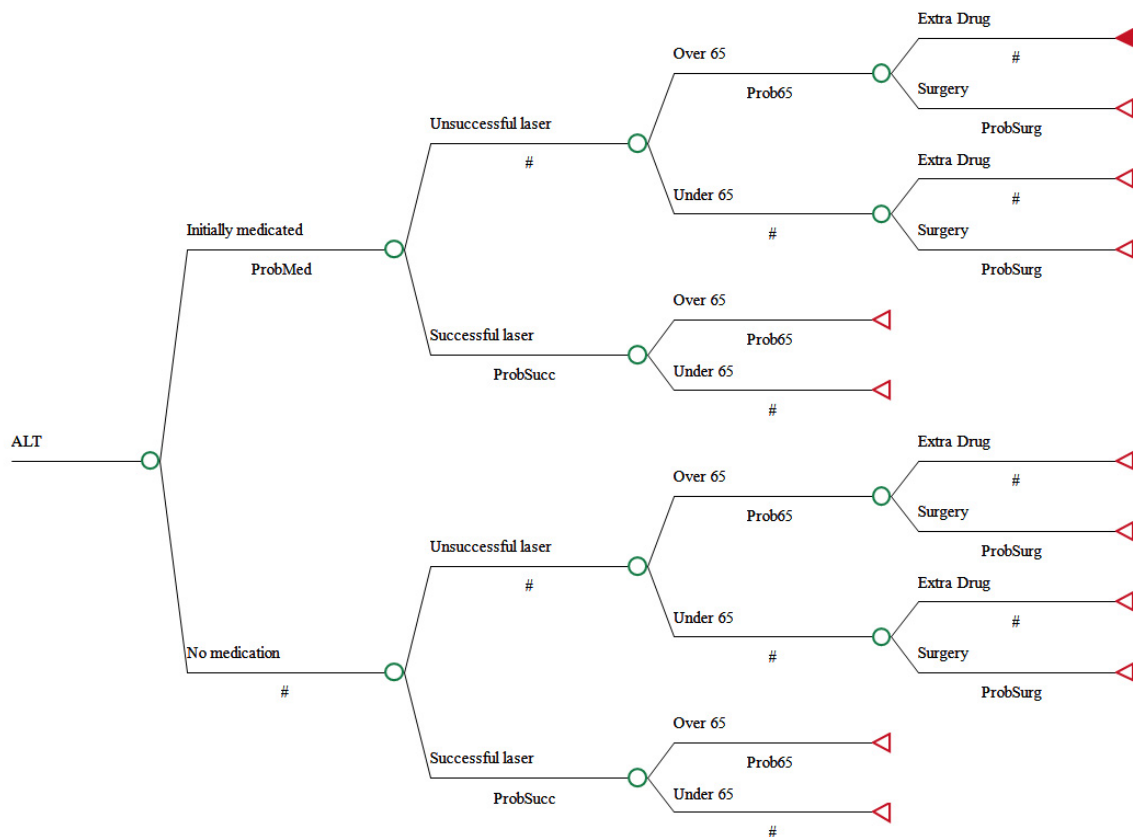 Extra Drug
#
Over 65
Prob65
Surgery
ProbSurg
Unsuccessful laser
#
Extra Drug
#
Under 65
#
Surgery
ProbSurg
Initially medicated
ProbMed
Over 65
Prob65
Successful laser
ProbSucc
Under 65
#
ALT
Extra Drug
#
Over 65
Prob65
Surgery
ProbSurg
Unsuccessful laser
#
Extra Drug
#
Under 65
#
Surgery
ProbSurg
No medication
#
Over 65
Prob65
Successful laser
ProbSucc
Under 65
#